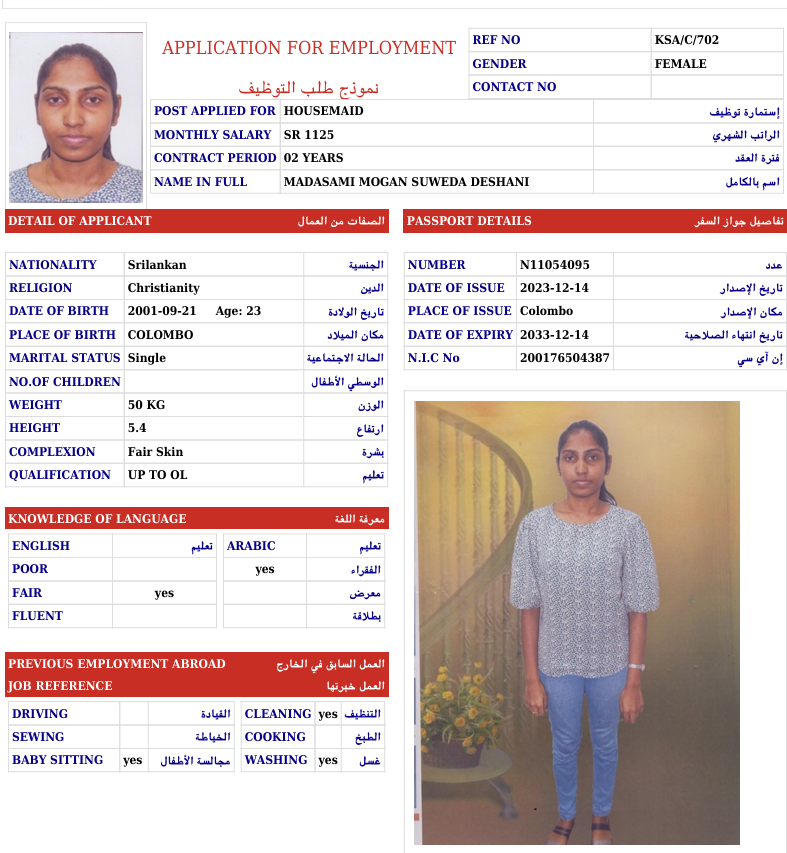 APPLICATION FOR EMPLOYMENT
نموذج طلب التوظيف
REF NO KSA/C/702
GENDER FEMALE
CONTACT NO
POST APPLIED FOR HOUSEMAID إستمارة توظيف
MONTHLY SALARY SR 1125 الراتب الشهري
CONTRACT PERIOD 02 YEARS فترة العقد
NAME IN FULL MADASAMI MOGAN SUWEDA DESHANI اسم بالكامل
DETAIL OF APPLICANT الصفات من العمال
NATIONALITY Srilankan الجنسية
RELIGION Christianity الدين
DATE OF BIRTH 2001-09-21 Age: 23 تاريخ الولادة
PLACE OF BIRTH COLOMBO مكان الميلاد
MARITAL STATUS Single الحالة الاجتماعية
NO.OF CHILDREN الوسطي الأطفال
WEIGHT 50 KG الوزن
HEIGHT 5.4 ارتفاع
COMPLEXION Fair Skin بشرة
QUALIFICATION UP TO OL تعليم
PASSPORT DETAILS تفاصيل جواز السفر
NUMBER N11054095 عدد
DATE OF ISSUE 2023-12-14 تاريخ الإصدار
PLACE OF ISSUE Colombo مكان الإصدار
DATE OF EXPIRY 2033-12-14 تاريخ انتهاء الصلاحية
N.I.C No 200176504387 إن آي سي
KNOWLEDGE OF LANGUAGE معرفة اللغة
ENGLISH تعليم ARABIC تعليم
POOR yes الفقراء
FAIR yes معرض
FLUENT بطلاقة
PREVIOUS EMPLOYMENT ABROAD العمل السابق في الخارج
JOB REFERENCE العمل خبرتها
DRIVING القيادة CLEANING yes التنظيف
SEWING الخياطة COOKING الطبخ
BABY SITTING yes مجالسة الأطفال WASHING yes غسل